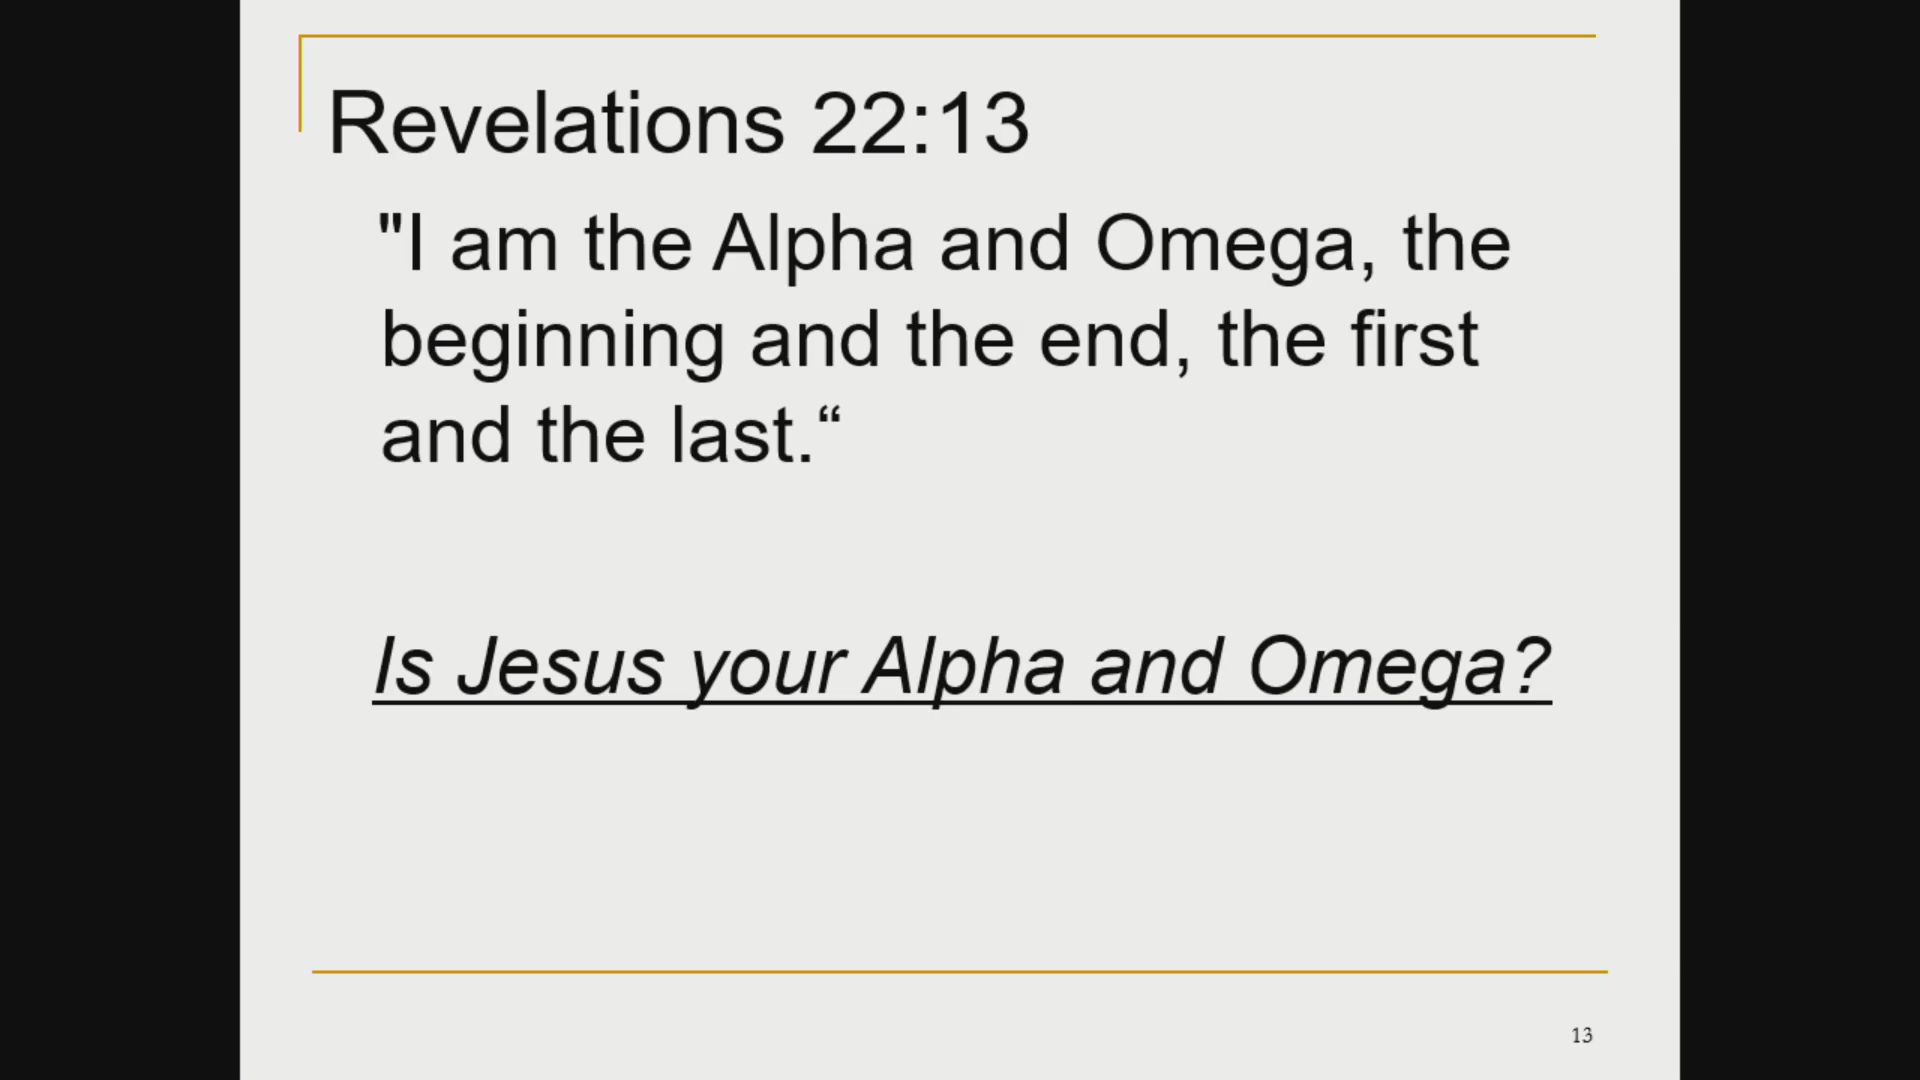 Revelations 22:13
"I am the Alpha and Omega, the
beginning and the end, the first
and the last.“
Is Jesus your Alpha and Omega?
13